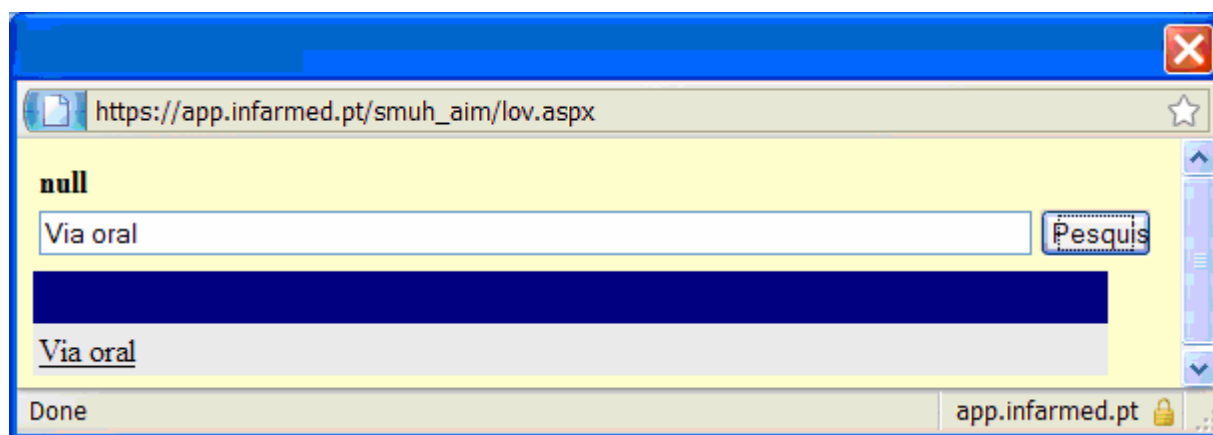 https://app.infarmed.pt/smuh_aim/lov.aspx
null
Via oral
Pesquis
Via oral
Done
app.infarmed.pt